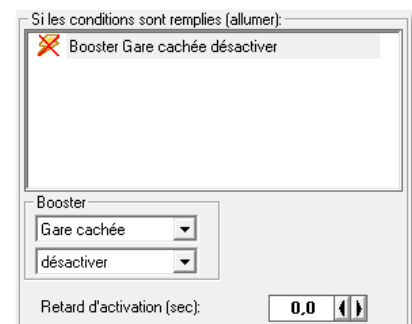 Si les conditions sont remplies (allumer):
Booster Gare cachée désactiver
Booster
Gare cachée
désactiver
Retard d'activation (sec): 0,0